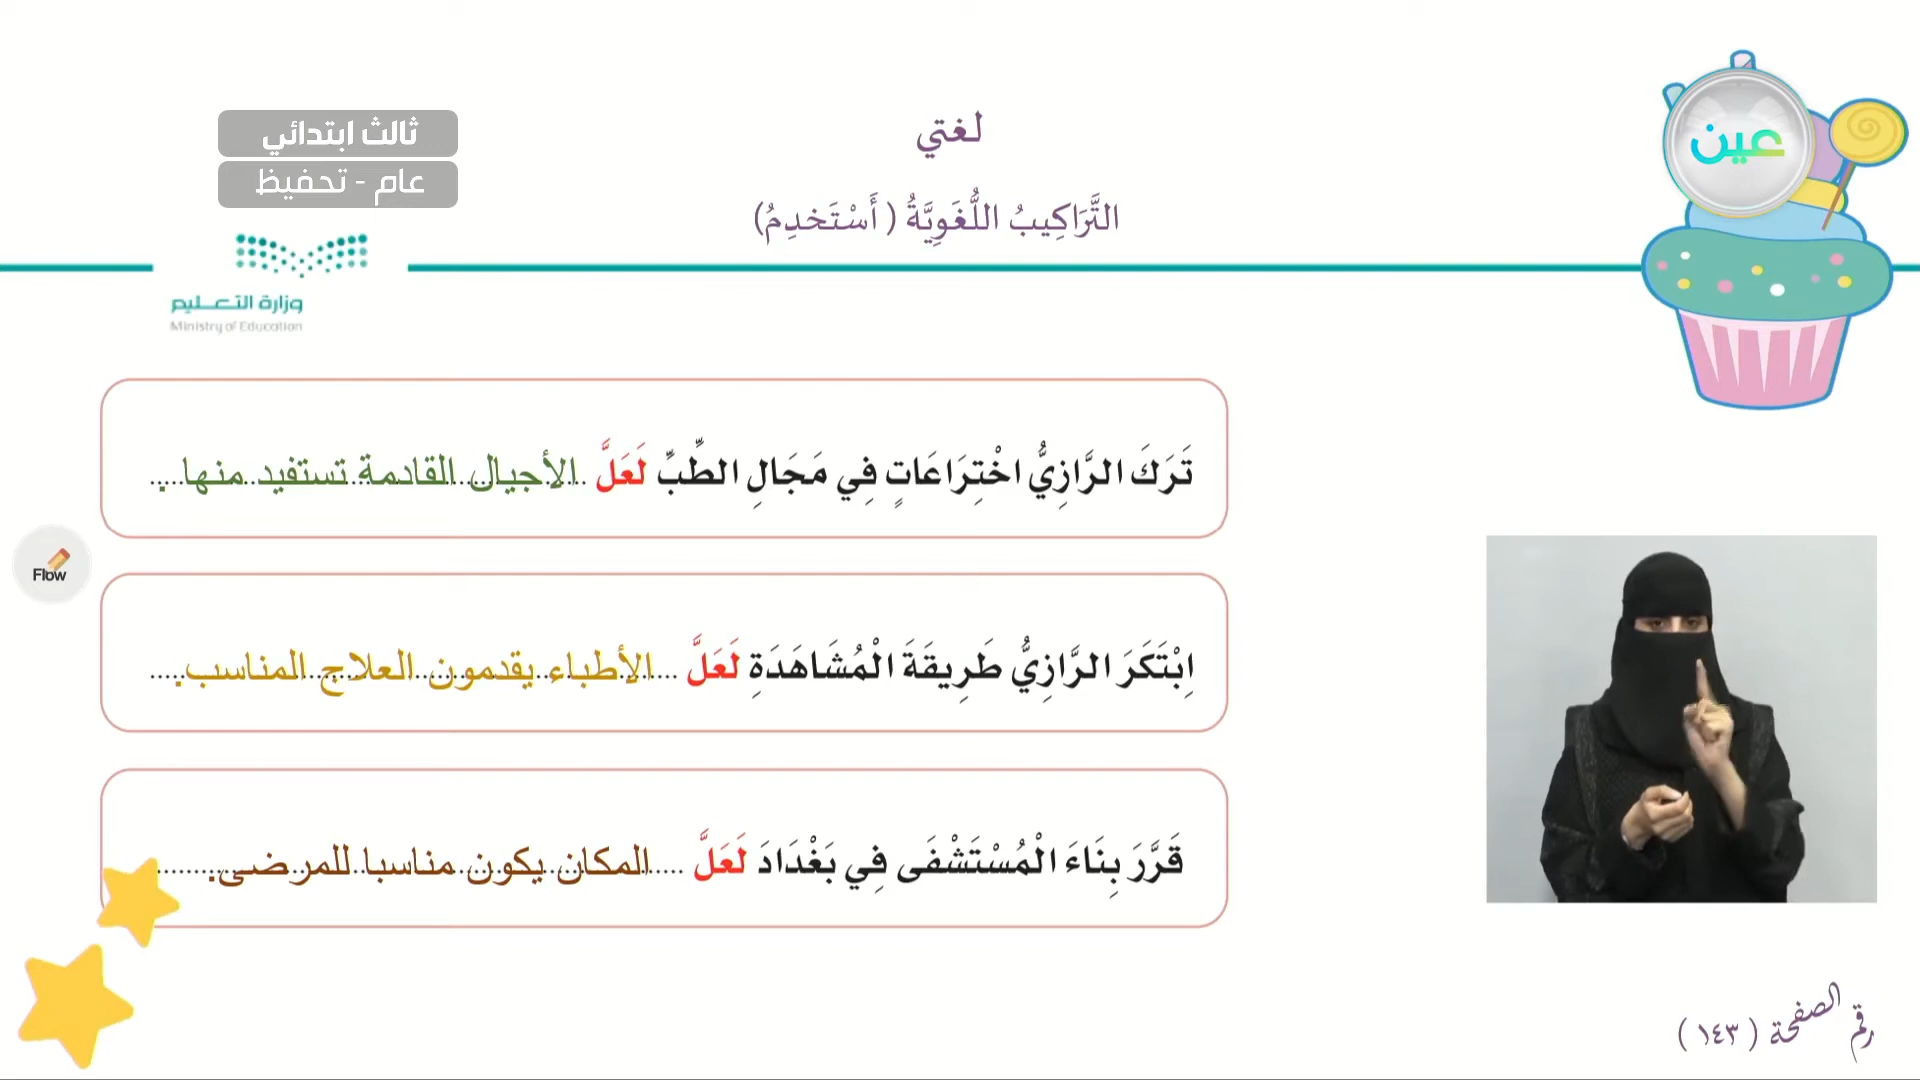 لغتي
ثالث ابتدائي
عام - تحفيظ
عين
التَّرَاكِيبُ اللُّغَوِيَّةُ (أَسْتَخدِمُ)
وزارة التعليم
Ministry of Education
تَرَكَ الرَّازِيُّ اخْتِرَاعَاتٍ فِي مَجَالِ الطِّبِّ لَعَلَّ الأجيال القادمة تستفيد منها.
Flow
اِبْتَكَرَ الرَّازِيُّ طَرِيقَةَ الْمُشَاهَدَةِ لَعَلَّ الأطباء يقدمون العلاج المناسب.
قَرَّرَ بِنَاءَ الْمُسْتَشْفَى فِي بَغْدَادَ لَعَلَّ المكان يكون مناسبا للمرضى.
رقم الصفحة (١٤٣)